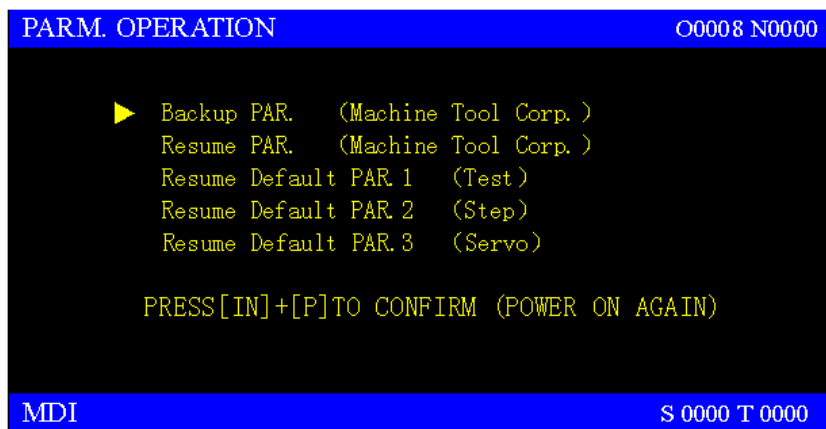 PARM. OPERATION O0008 N0000
Backup PAR. (Machine Tool Corp.)
Resume PAR. (Machine Tool Corp.)
Resume Default PAR.1 (Test)
Resume Default PAR.2 (Step)
Resume Default PAR.3 (Servo)
PRESS[IN]+[P]TO CONFIRM (POWER ON AGAIN)
MDI S 0000 T 0000